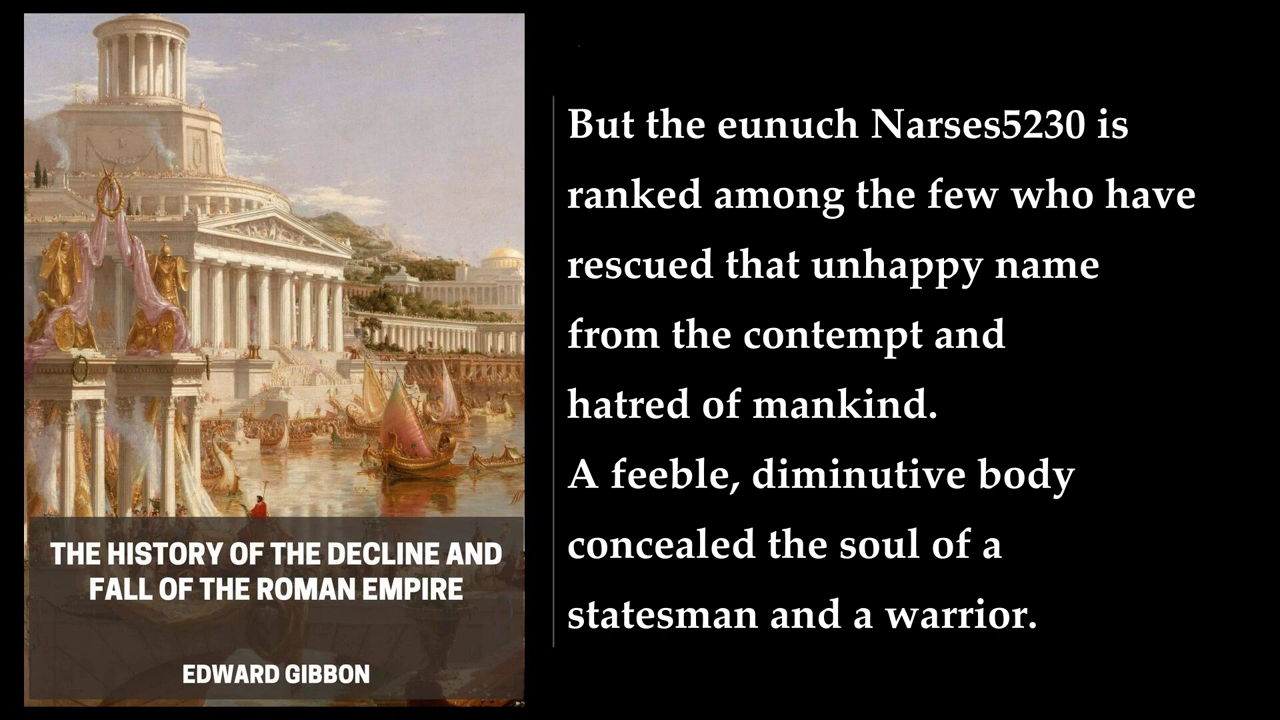 THE HISTORY OF THE DECLINE AND
FALL OF THE ROMAN EMPIRE
EDWARD GIBBON
But the eunuch Narses5230 is
ranked among the few who have
rescued that unhappy name
from the contempt and
hatred of mankind.
A feeble, diminutive body
concealed the soul of a
statesman and a warrior.